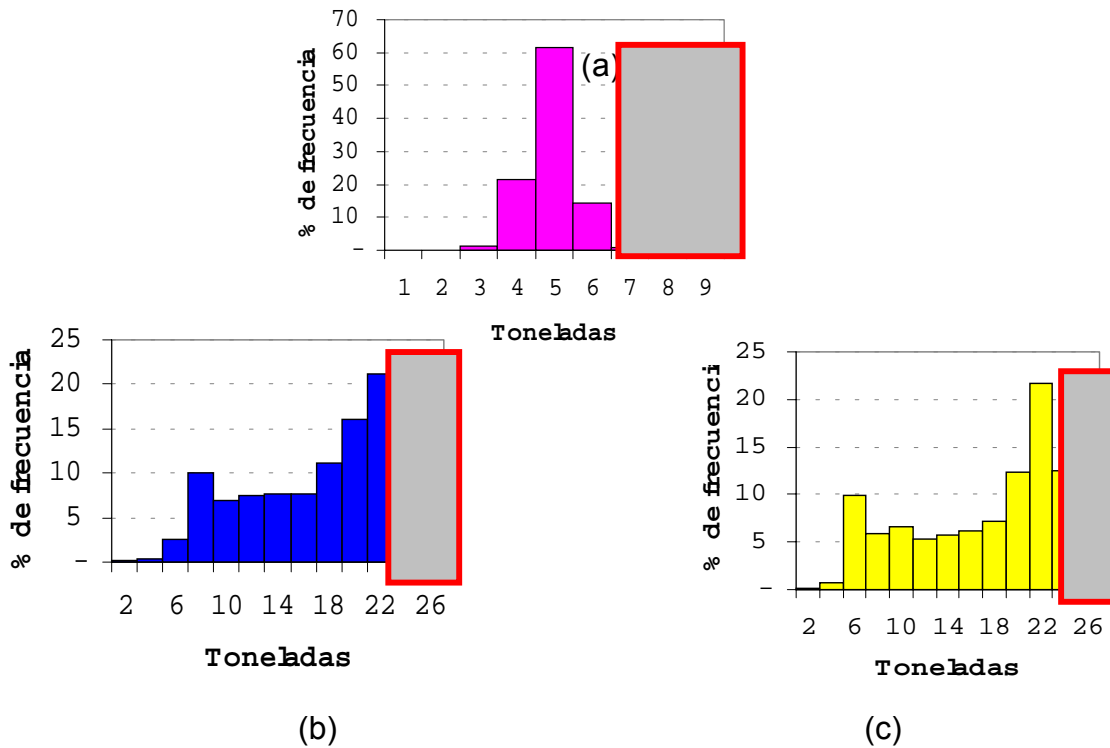 70
60
50
40
30
20
10
-
% de frecuencia
(a)
1 2 3 4 5 6 7 8 9
Toneladas
25
20
15
10
5
-
% de frecuencia
2 6 10 14 18 22 26
Toneladas
(b)
25
20
15
10
5
-
% de frecuenci
2 6 10 14 18 22 26
Toneladas
(c)